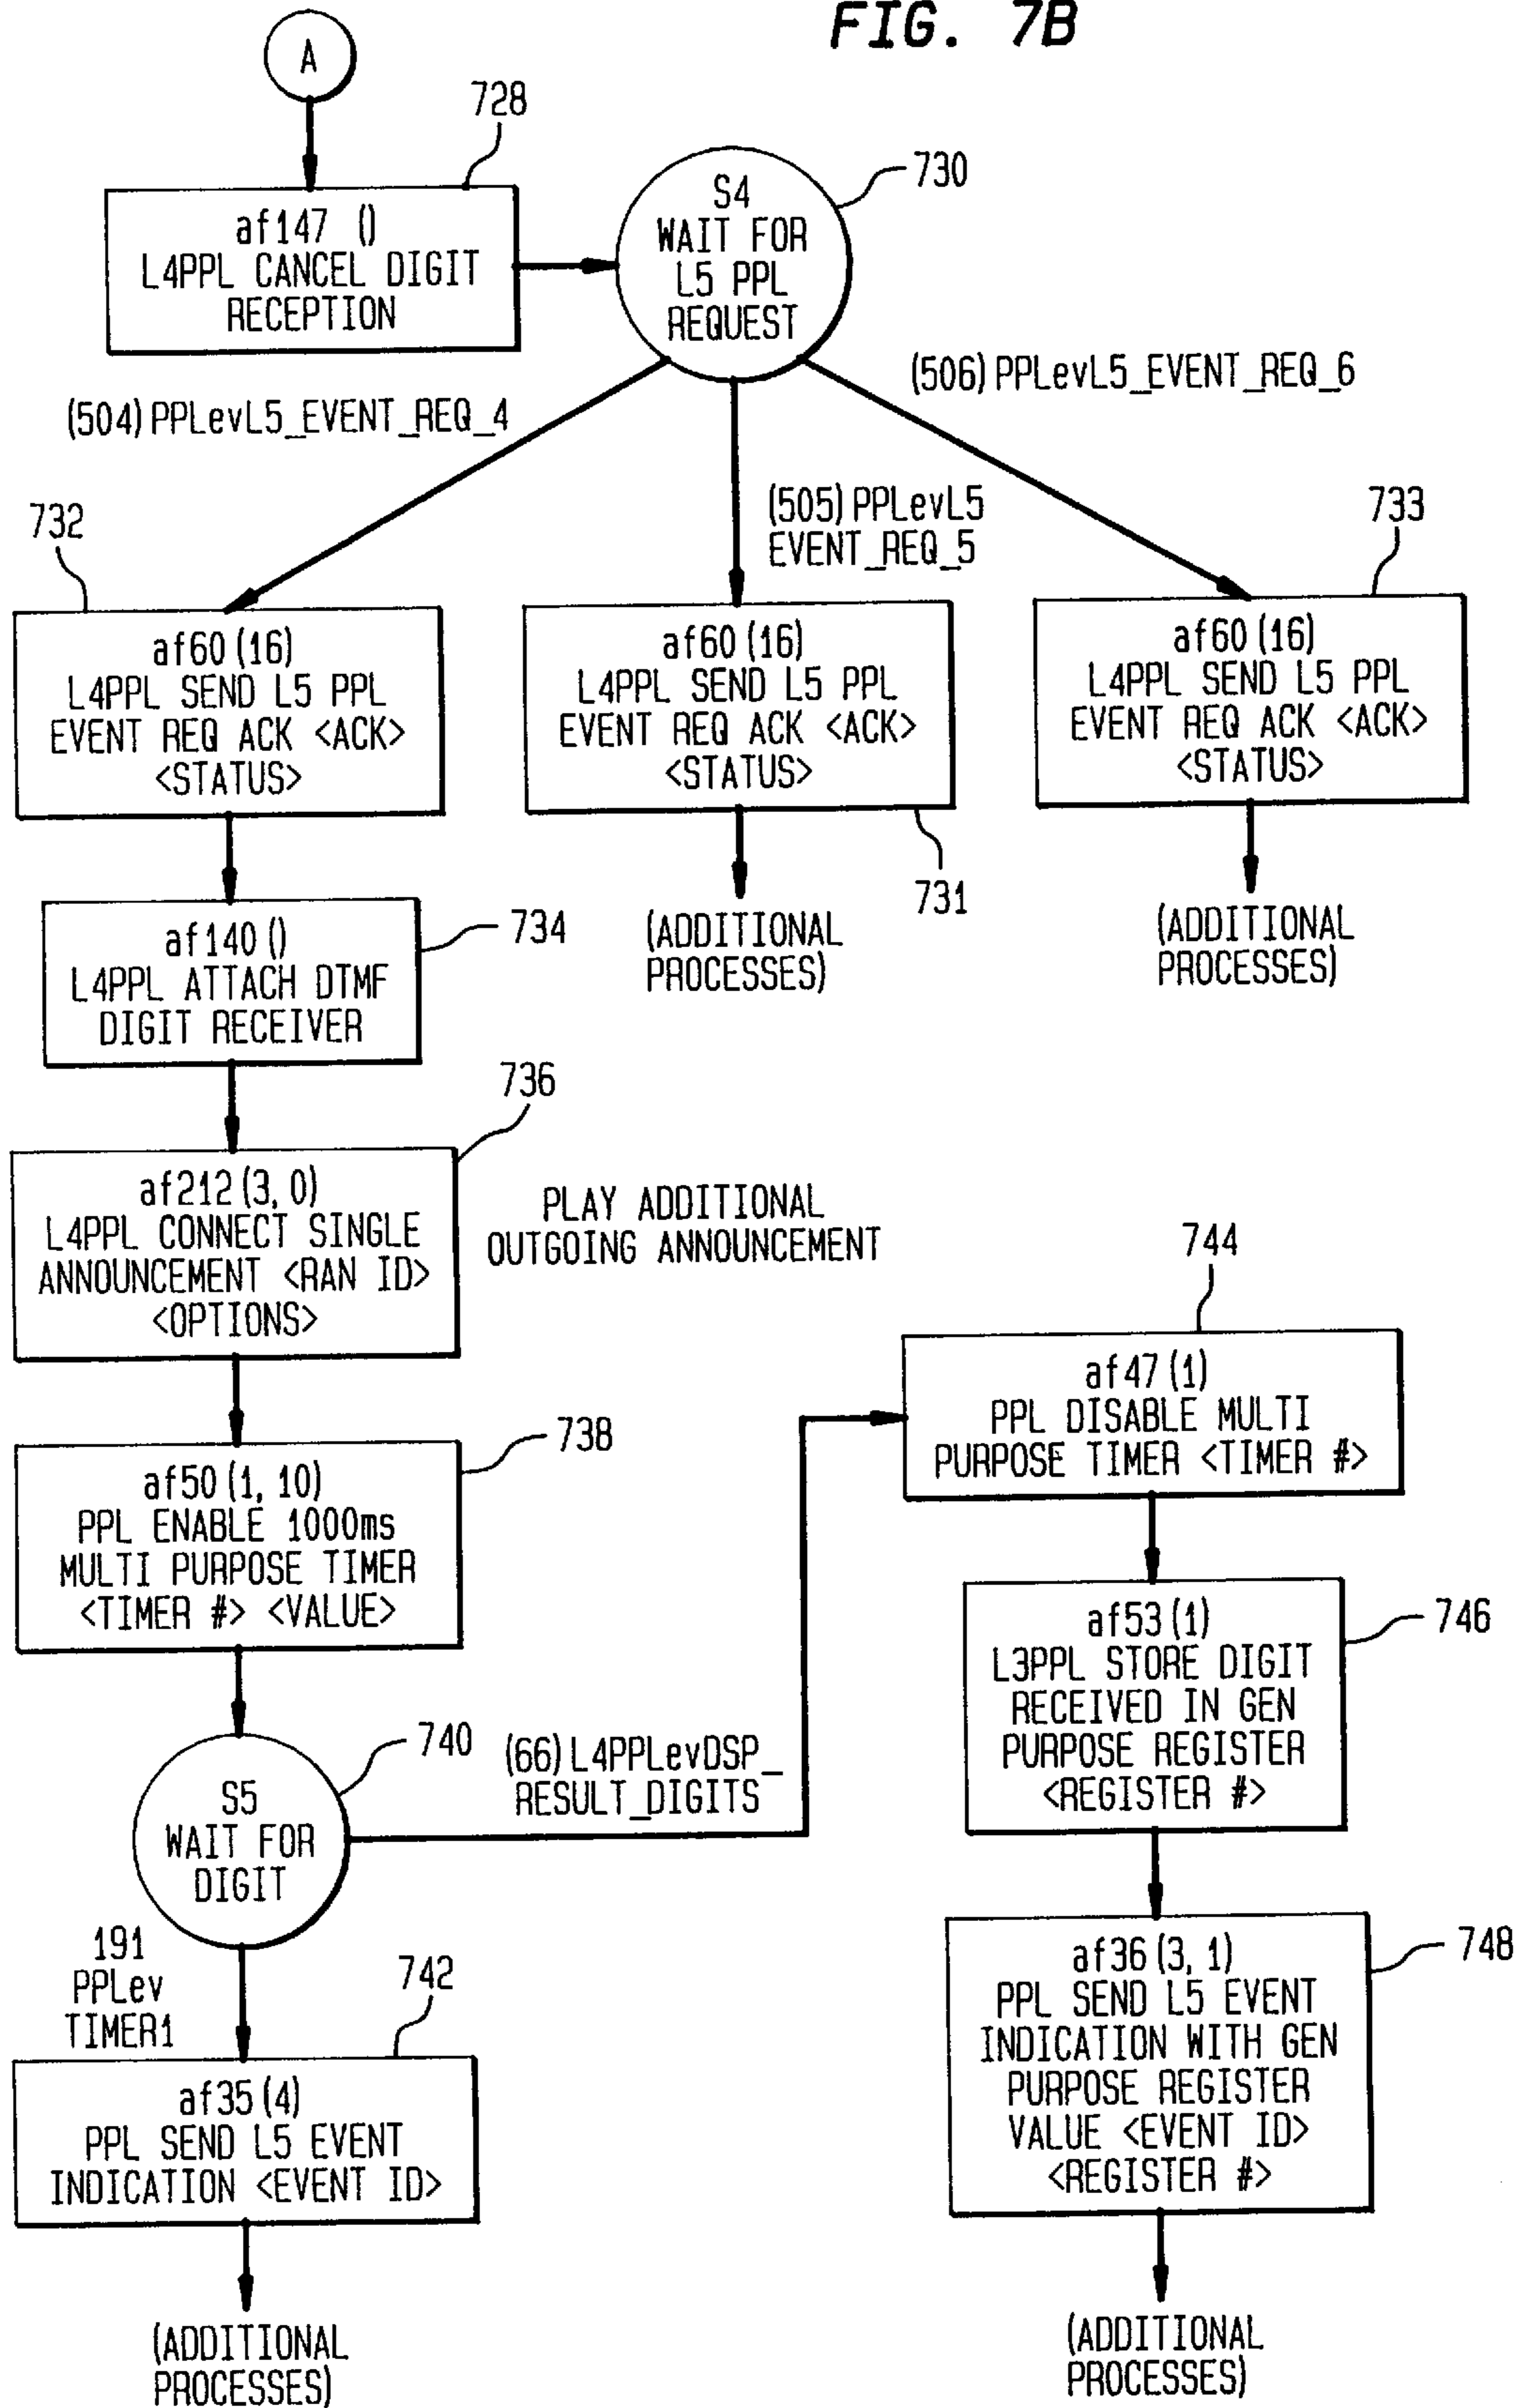 FIG. 7B
A
728
af147 ()
L4PPL CANCEL DIGIT
RECEPTION
730
S4
WAIT FOR
L5 PPL
REQUEST
(504) PPLevL5_EVENT_REQ_4
(505) PPLevL5
EVENT_REQ_5
(506) PPLevL5_EVENT_REQ_6
732
af60 (16)
L4PPL SEND L5 PPL
EVENT REQ ACK <ACK>
<STATUS>
af60 (16)
L4PPL SEND L5 PPL
EVENT REQ ACK <ACK>
<STATUS>
731
(ADDITIONAL
PROCESSES)
733
af60 (16)
L4PPL SEND L5 PPL
EVENT REQ ACK <ACK>
<STATUS>
(ADDITIONAL
PROCESSES)
734
af140 ()
L4PPL ATTACH DTMF
DIGIT RECEIVER
736
af212 (3, 0)
L4PPL CONNECT SINGLE
ANNOUNCEMENT <RAN ID>
<OPTIONS>
PLAY ADDITIONAL
OUTGOING ANNOUNCEMENT
738
af50 (1, 10)
PPL ENABLE 1000ms
MULTI PURPOSE TIMER
<TIMER #> <VALUE>
740
S5
WAIT FOR
DIGIT
(66) L4PPLevDSP_
RESULT_DIGITS
191
PPLev
TIMER1
742
af35 (4)
PPL SEND L5 EVENT
INDICATION <EVENT ID>
(ADDITIONAL
PROCESSES)
744
af47 (1)
PPL DISABLE MULTI
PURPOSE TIMER <TIMER #>
746
af53 (1)
L3PPL STORE DIGIT
RECEIVED IN GEN
PURPOSE REGISTER
<REGISTER #>
748
af36 (3, 1)
PPL SEND L5 EVENT
INDICATION WITH GEN
PURPOSE REGISTER
VALUE <EVENT ID>
<REGISTER #>
(ADDITIONAL
PROCESSES)